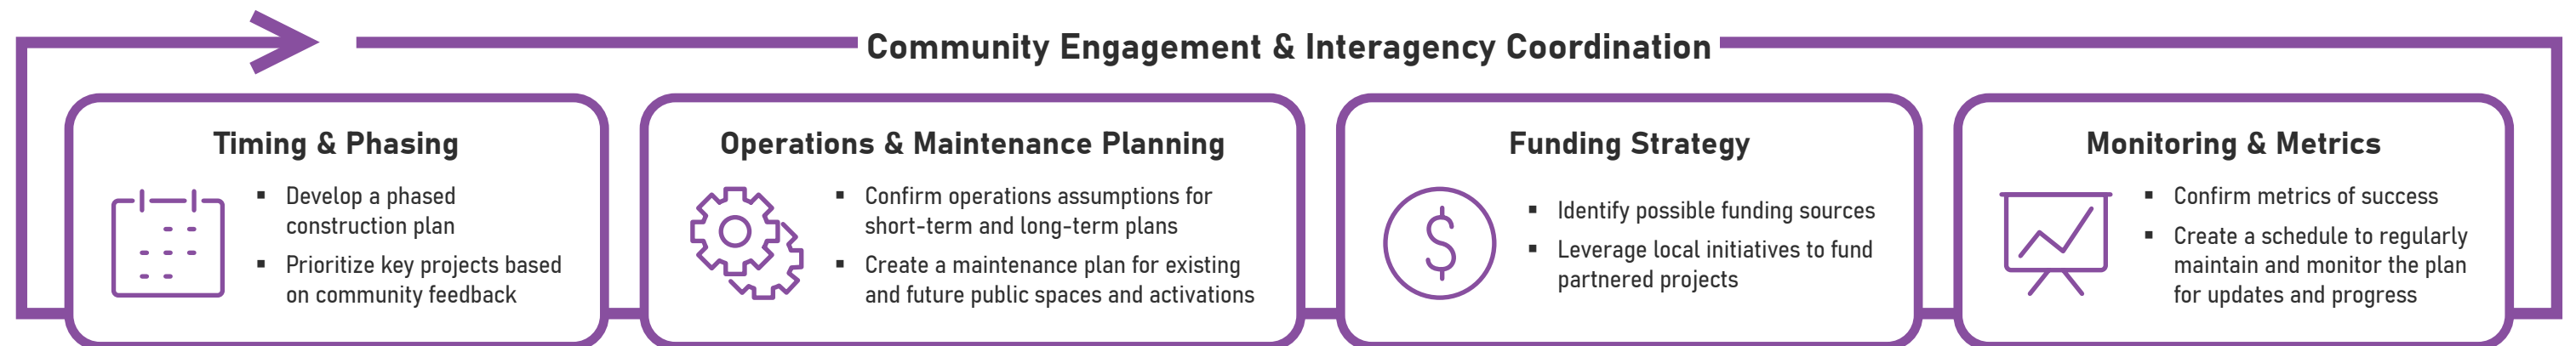 Community Engagement & Interagency Coordination
Timing & Phasing
▪ Develop a phased
construction plan
▪ Prioritize key projects based
on community feedback
Operations & Maintenance Planning
▪ Confirm operations assumptions for
short-term and long-term plans
▪ Create a maintenance plan for existing
and future public spaces and activations
Funding Strategy
$
▪ Identify possible funding sources
▪ Leverage local initiatives to fund
partnered projects
Monitoring & Metrics
▪ Confirm metrics of success
▪ Create a schedule to regularly
maintain and monitor the plan
for updates and progress